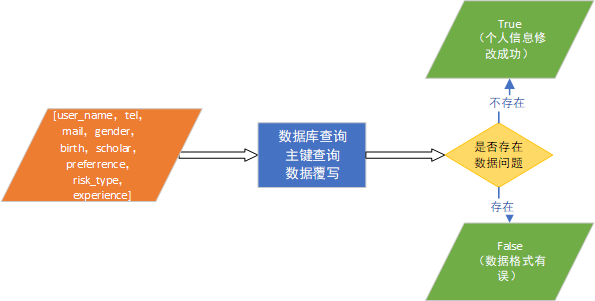 [user_name，tel，
mail，gender，
birth，scholar，
preferrence，
risk_type，
experience]
数据库查询
主键查询
数据覆写
是否存在
数据问题
不存在
True
（个人信息修
改成功）
存在
False
（数据格式有
误）